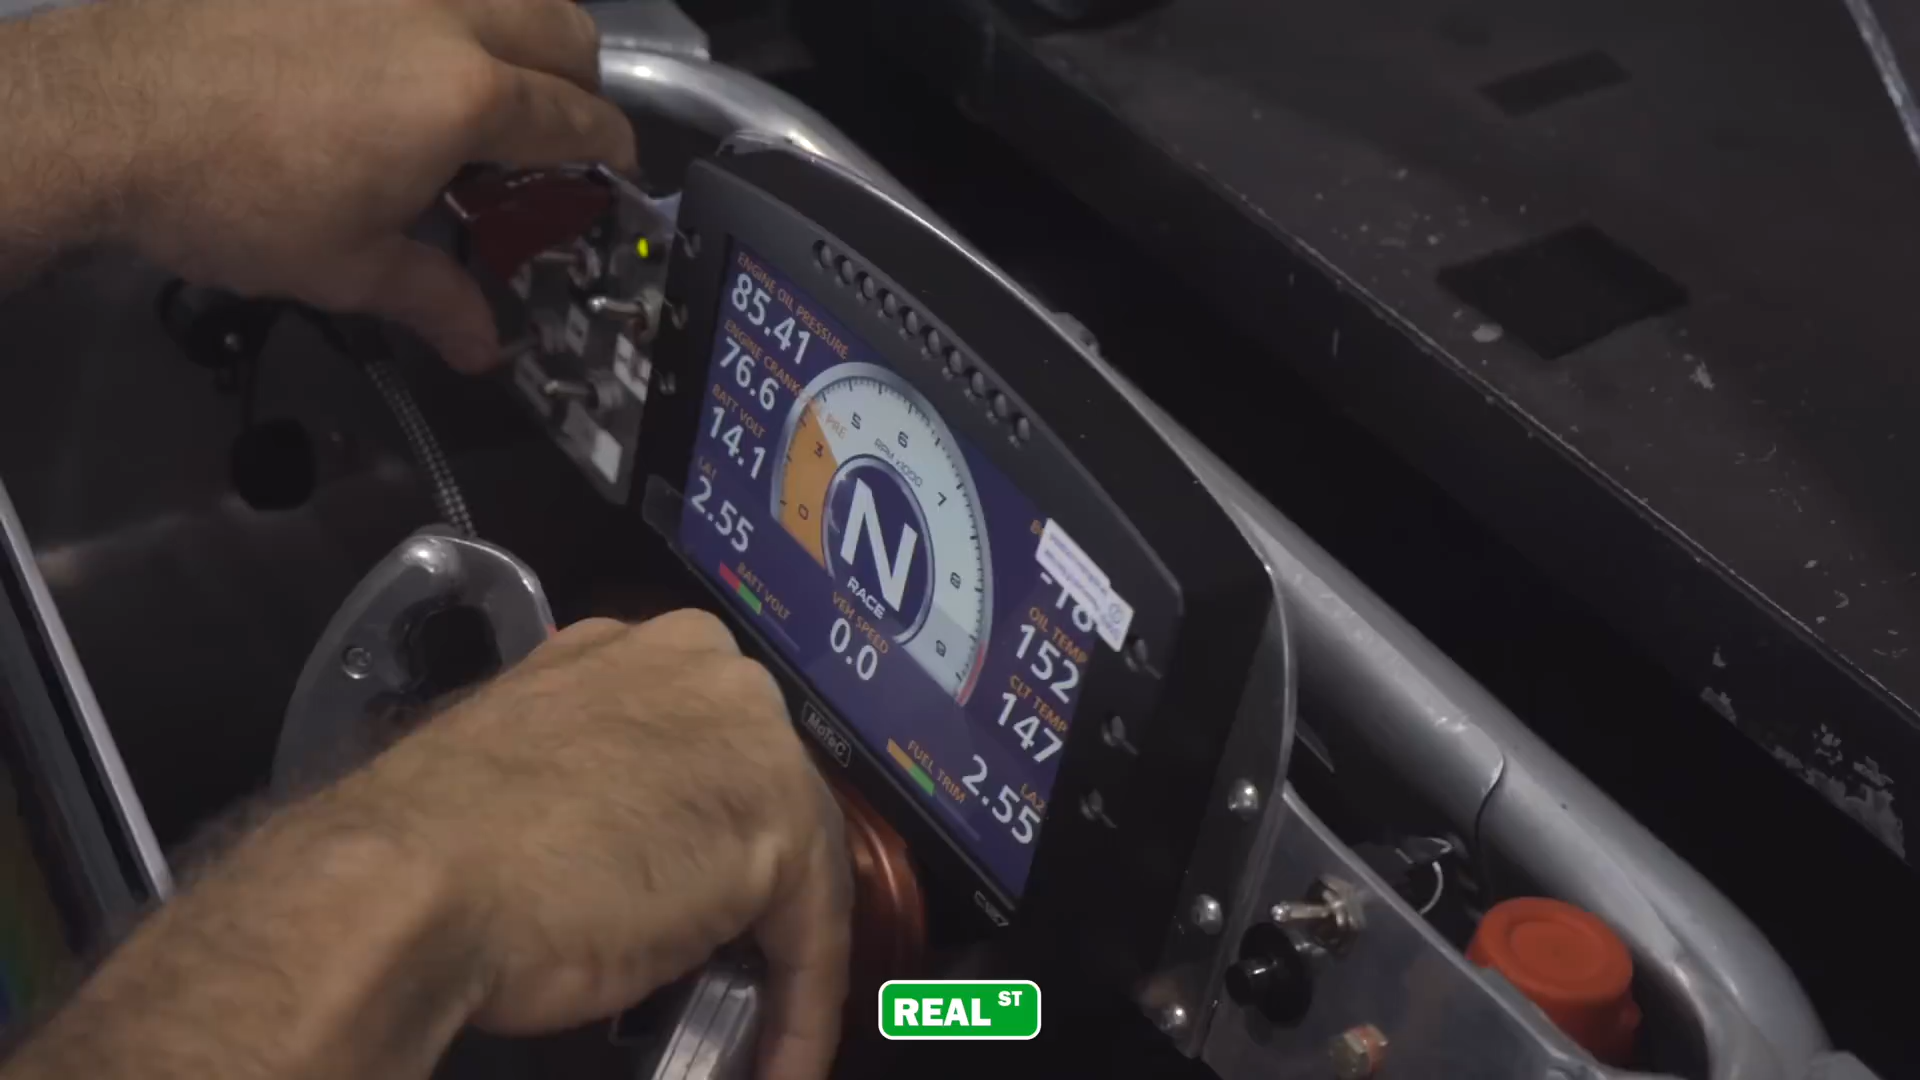 ENGINE OIL PRESSURE
85.41
ENGINE CRANK
76.6
BATT VOLT
14.1
LA1
2.55
BATT VOLT
PRE
0
3
5
6
7
8
9
RPM x1000
N
RACE
VEH SPEED
0.0
OIL TEMP
152
CLT TEMP
147
LA2
2.55
FUEL TRIM
MoTeC
C187
REAL ST